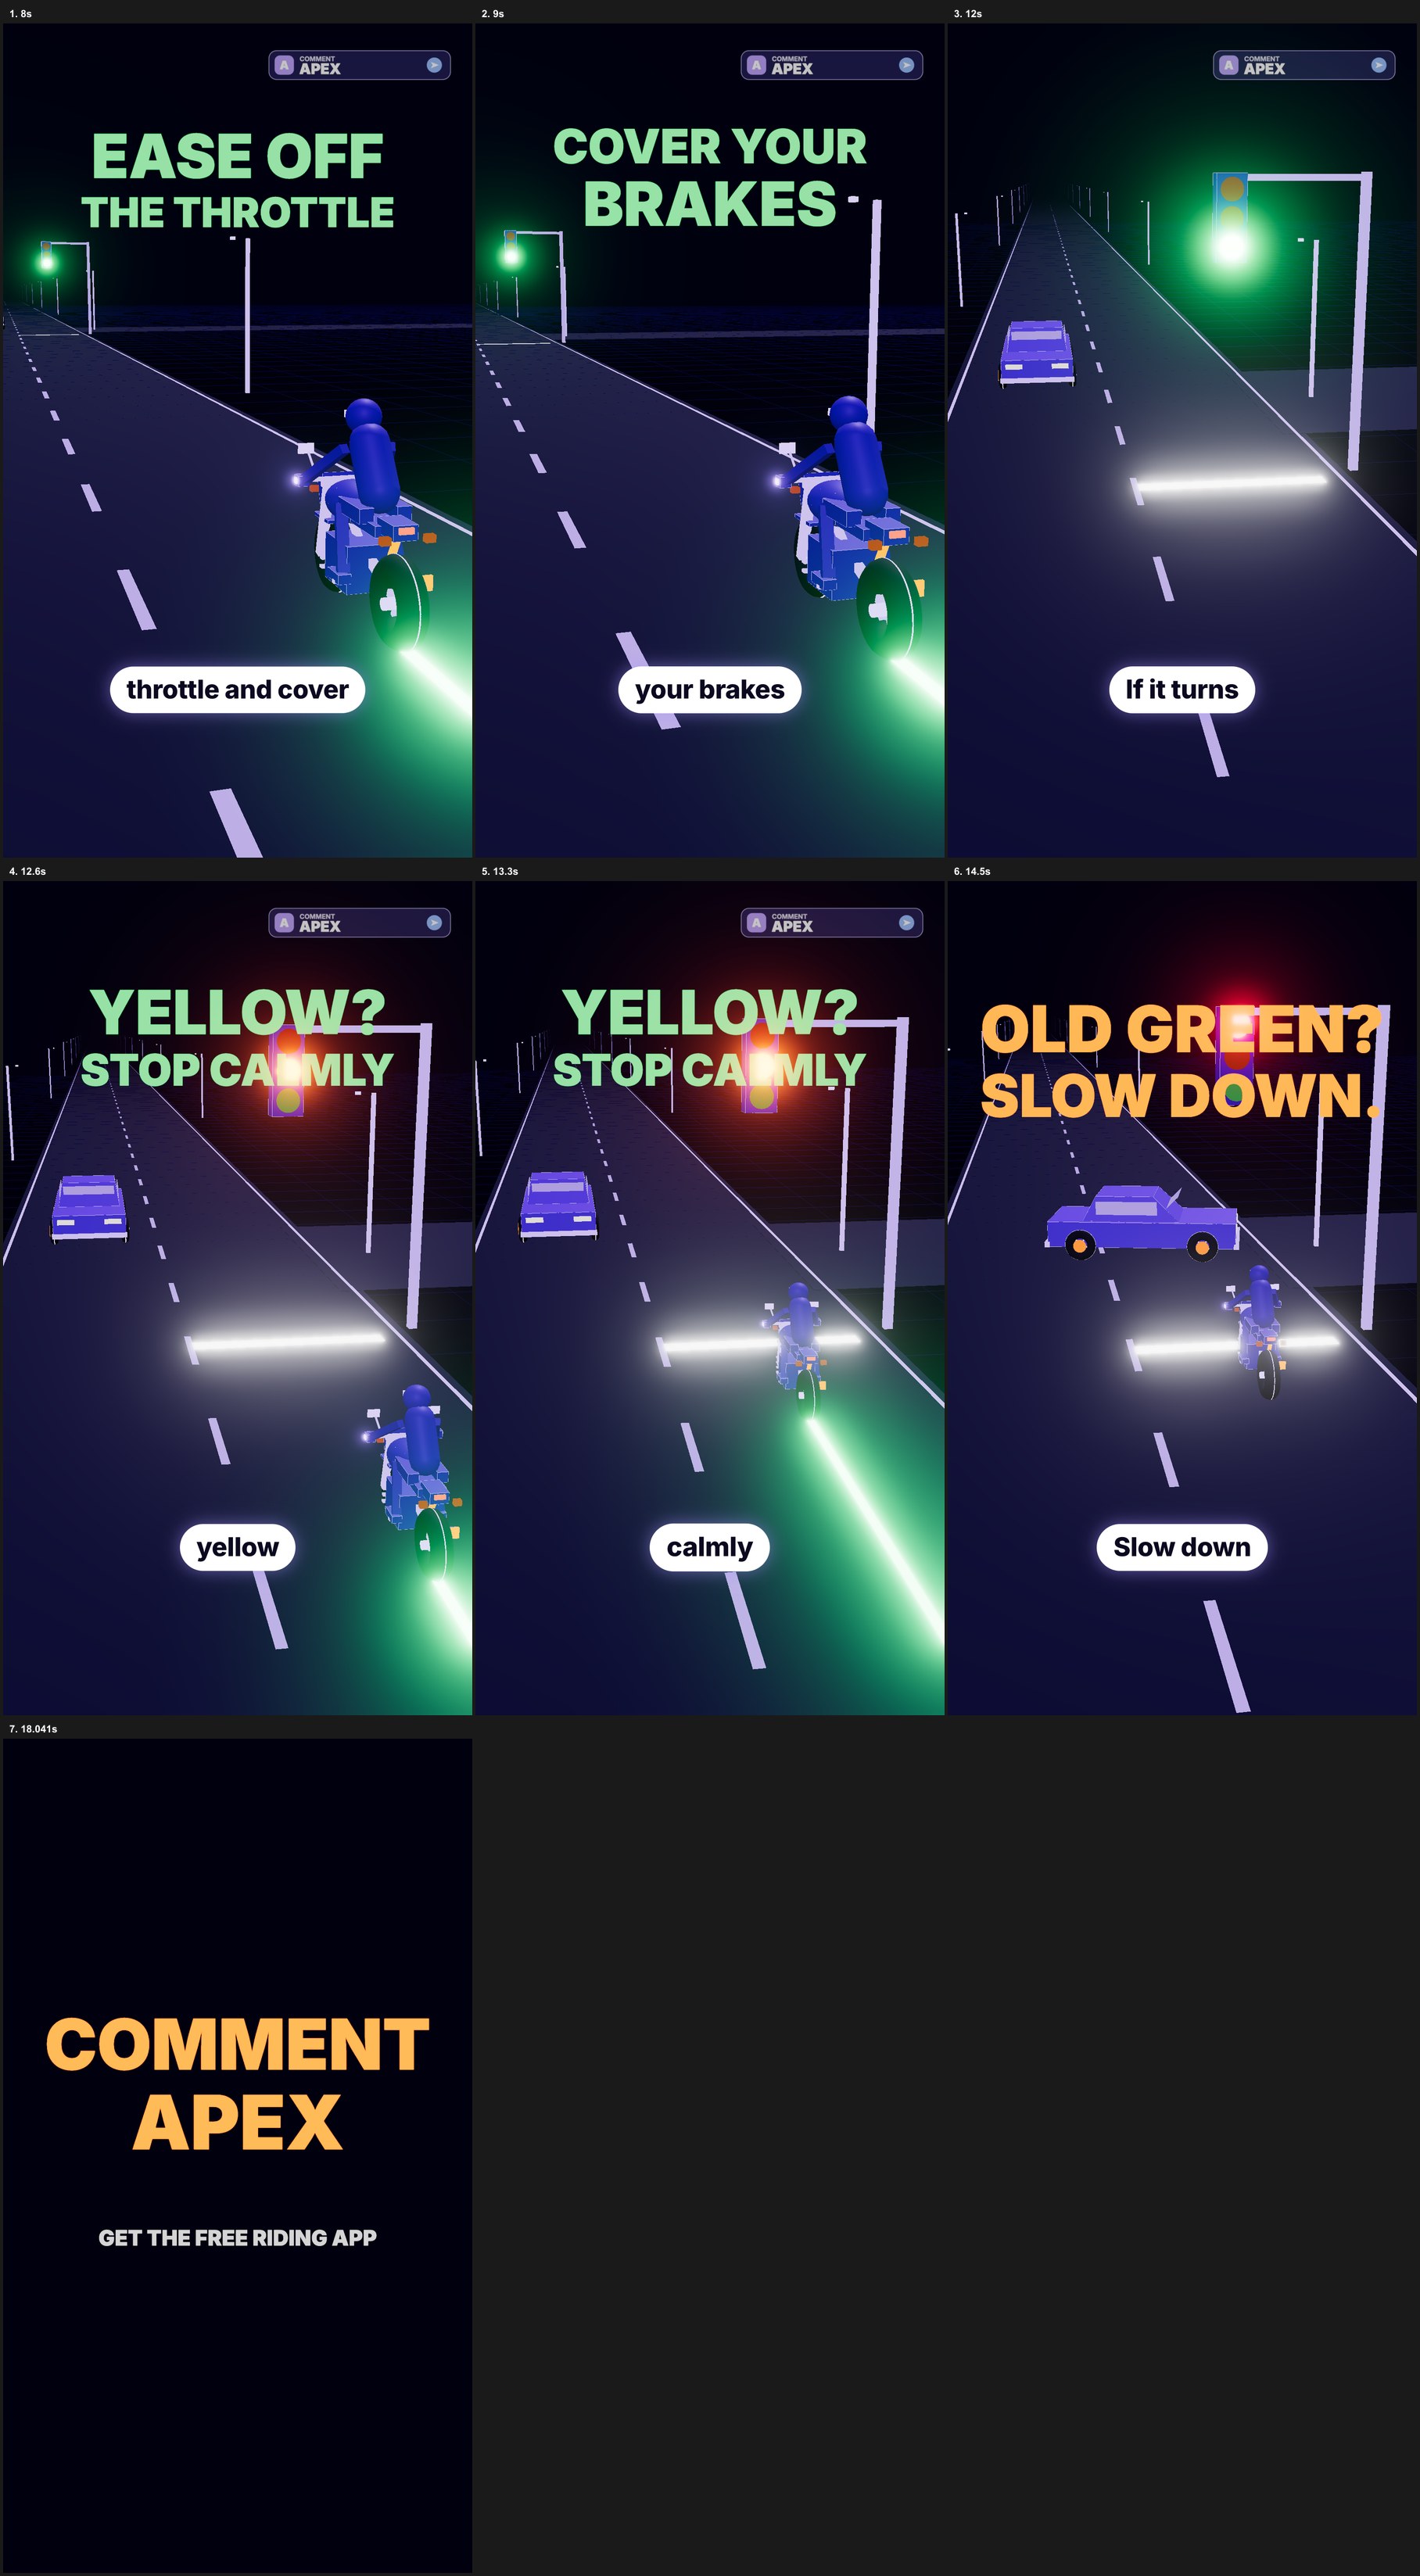 1. 8s
A COMMENT
APEX
EASE OFF
THE THROTTLE
throttle and cover
2. 9s
A COMMENT
APEX
COVER YOUR
BRAKES
your brakes
3. 12s
A COMMENT
APEX
If it turns
4. 12.6s
A COMMENT
APEX
YELLOW?
STOP CALMLY
yellow
5. 13.3s
A COMMENT
APEX
YELLOW?
STOP CALMLY
calmly
6. 14.5s
OLD GREEN?
SLOW DOWN.
Slow down
7. 18.041s
COMMENT
APEX
GET THE FREE RIDING APP